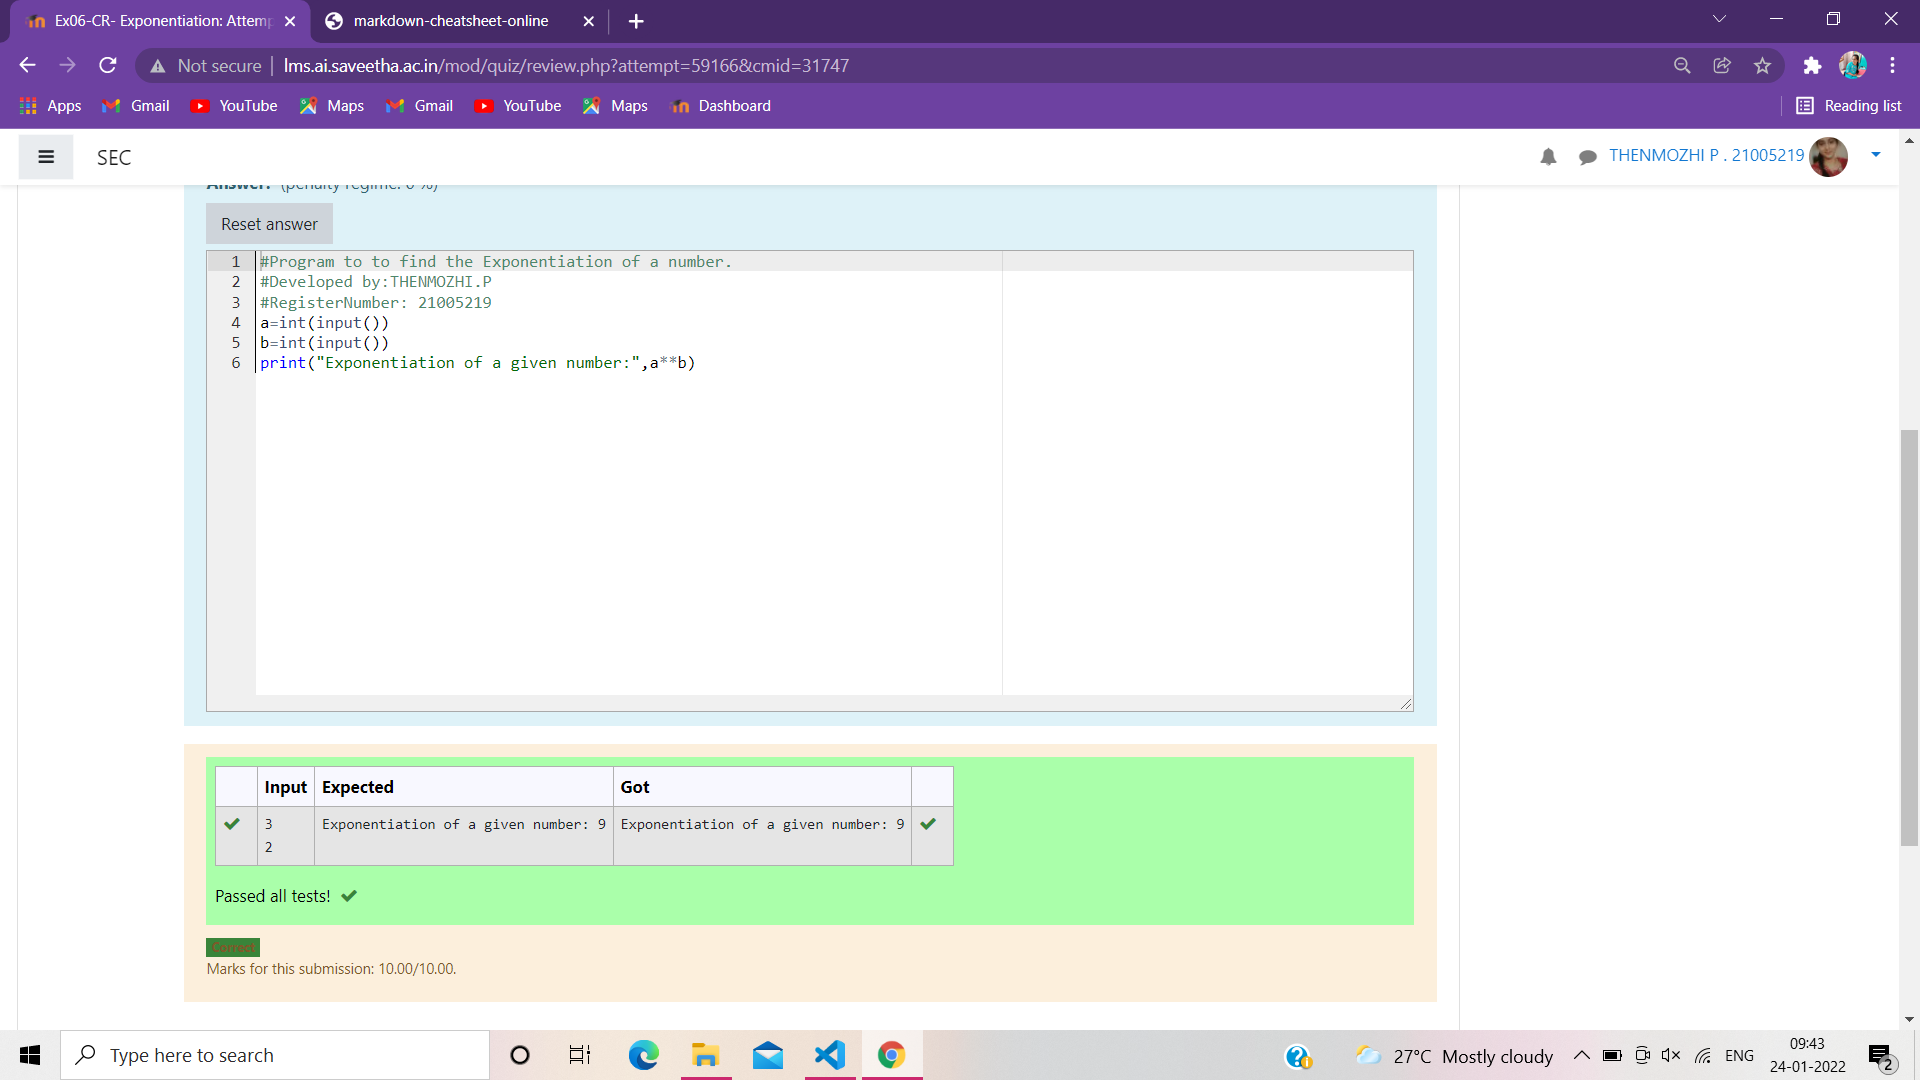 Ex06-CR- Exponentiation: Attemp
markdown-cheatsheet-online
Not secure
lms.ai.saveetha.ac.in/mod/quiz/review.php?attempt=59166&cmid=31747
Apps
Gmail
YouTube
Maps
Gmail
YouTube
Maps
Dashboard
Reading list
SEC
THENMOZHI P . 21005219
Answer: (penalty regime: 0 %)
Reset answer
1 #Program to to find the Exponentiation of a number.
2 #Developed by:THENMOZHI.P
3 #RegisterNumber: 21005219
4 a=int(input())
5 b=int(input())
6 print("Exponentiation of a given number:",a**b)
Input Expected Got
3 Exponentiation of a given number: 9 Exponentiation of a given number: 9
2
Passed all tests!
Correct
Marks for this submission: 10.00/10.00.
Type here to search
27°C Mostly cloudy
ENG
09:43
24-01-2022
2